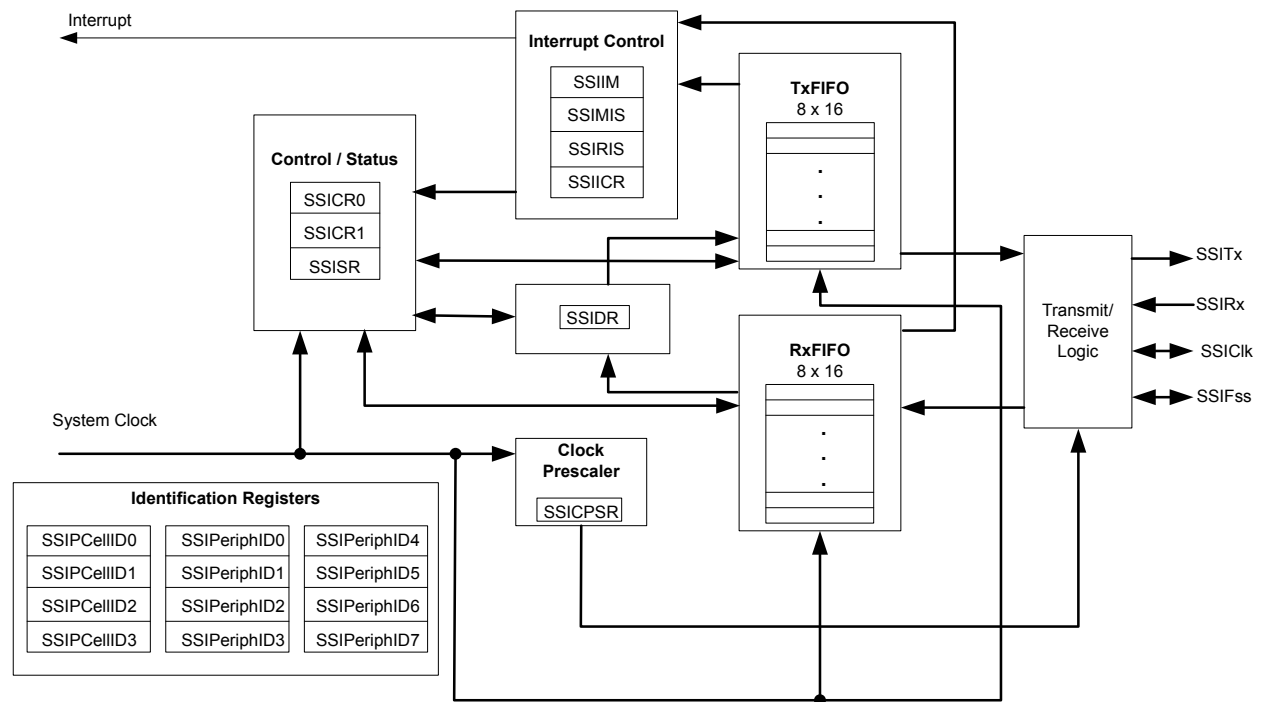 Interrupt
Interrupt Control
SSIIM
SSIMIS
SSIRIS
SSIICR
TxFIFO
8 x 16
.
.
.
Control / Status
SSICR0
SSICR1
SSISR
SSIDR
Transmit/
Receive
Logic
SSITx
SSIRx
SSIClk
SSIFss
RxFIFO
8 x 16
.
.
.
System Clock
Clock
Prescaler
SSICPSR
Identification Registers
SSIPCellID0
SSIPeriphID0
SSIPeriphID4
SSIPCellID1
SSIPeriphID1
SSIPeriphID5
SSIPCellID2
SSIPeriphID2
SSIPeriphID6
SSIPCellID3
SSIPeriphID3
SSIPeriphID7